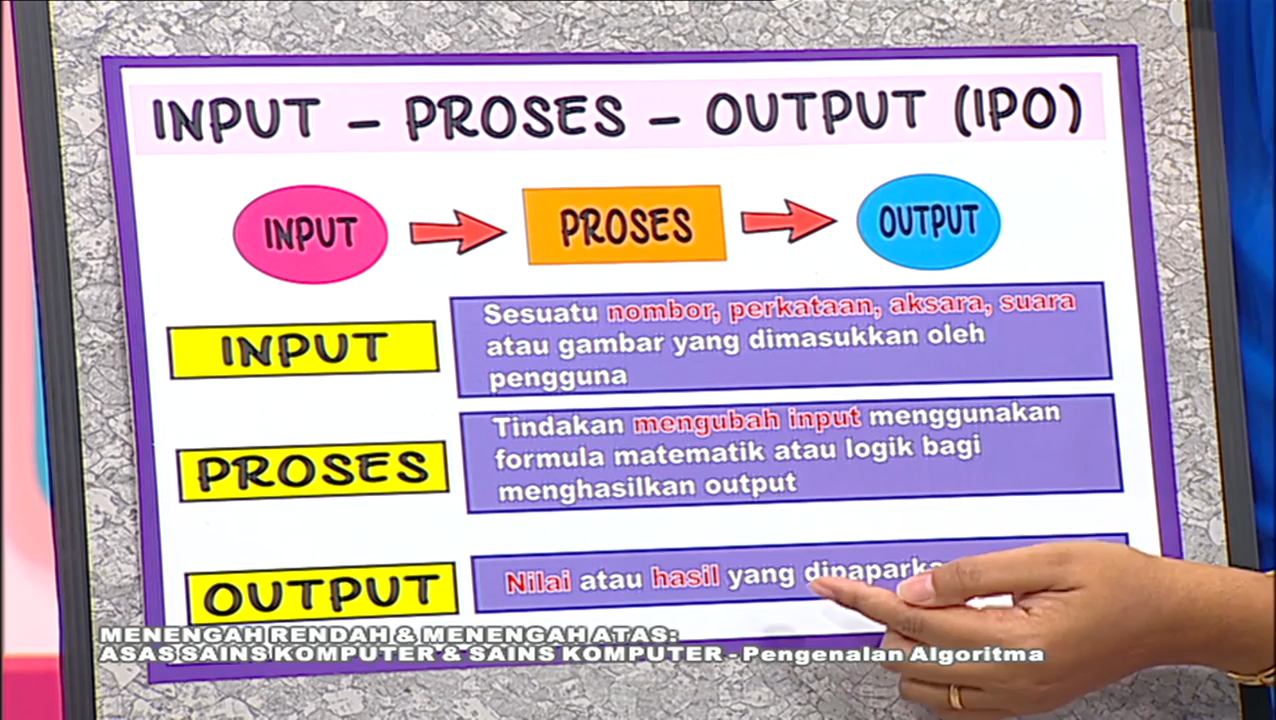 INPUT – PROSES – OUTPUT (IPO)
INPUT
PROSES
OUTPUT
INPUT
Sesuatu nombor, perkataan, aksara, suara
atau gambar yang dimasukkan oleh
pengguna
PROSES
Tindakan mengubah input menggunakan
formula matematik atau logik bagi
menghasilkan output
OUTPUT
Nilai atau hasil yang
MENENGAH RENDAH & MENENGAH ATAS:
ASAS SAINS KOMPUTER & SAINS KOMPUTER - Pengenalan Algoritma